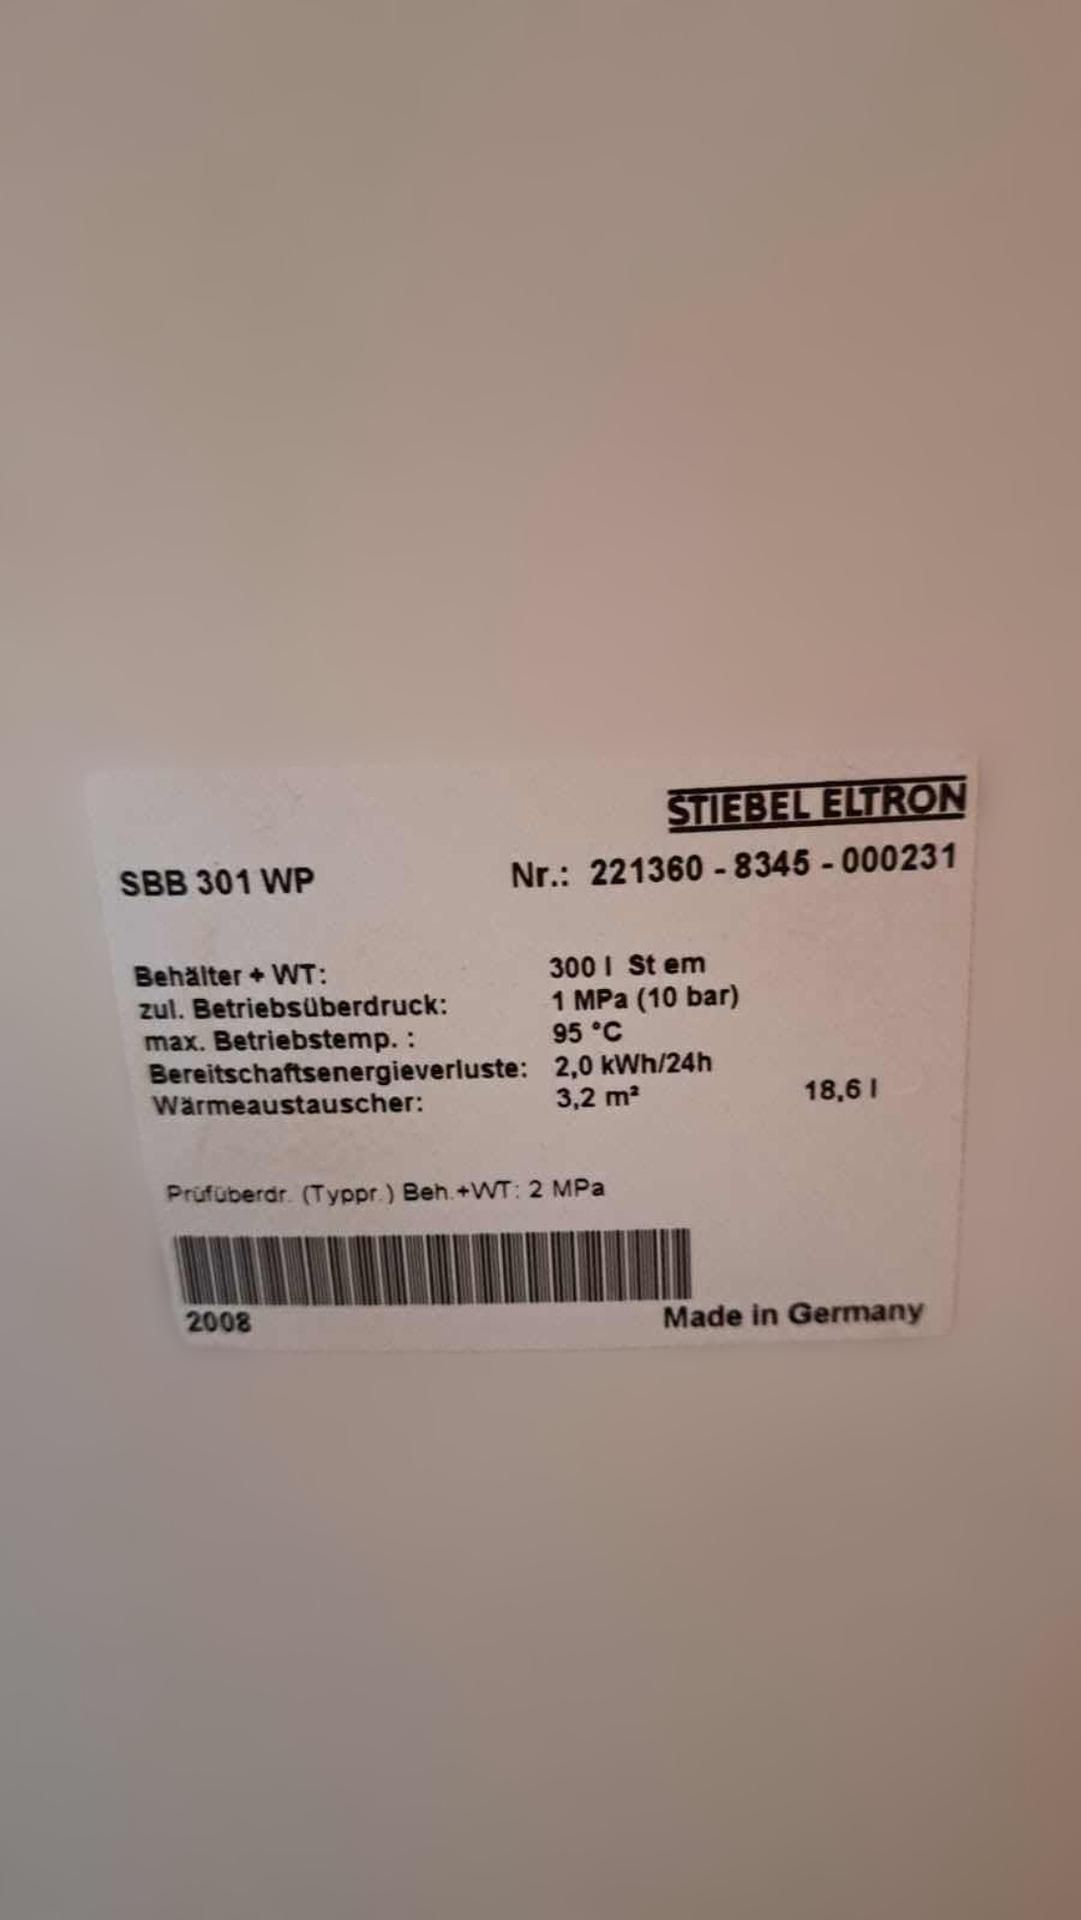 STIEBEL ELTRON
SBB 301 WP Nr.: 221360 - 8345 - 000231
Behälter + WT: 300 l St em
zul. Betriebsüberdruck: 1 MPa (10 bar)
max. Betriebstemp. : 95 °C
Bereitschaftsenergieverluste: 2,0 kWh/24h
Wärmeaustauscher: 3,2 m² 18,6 l
Prüfüberdr. (Typpr.) Beh.+WT: 2 MPa
2008 Made in Germany